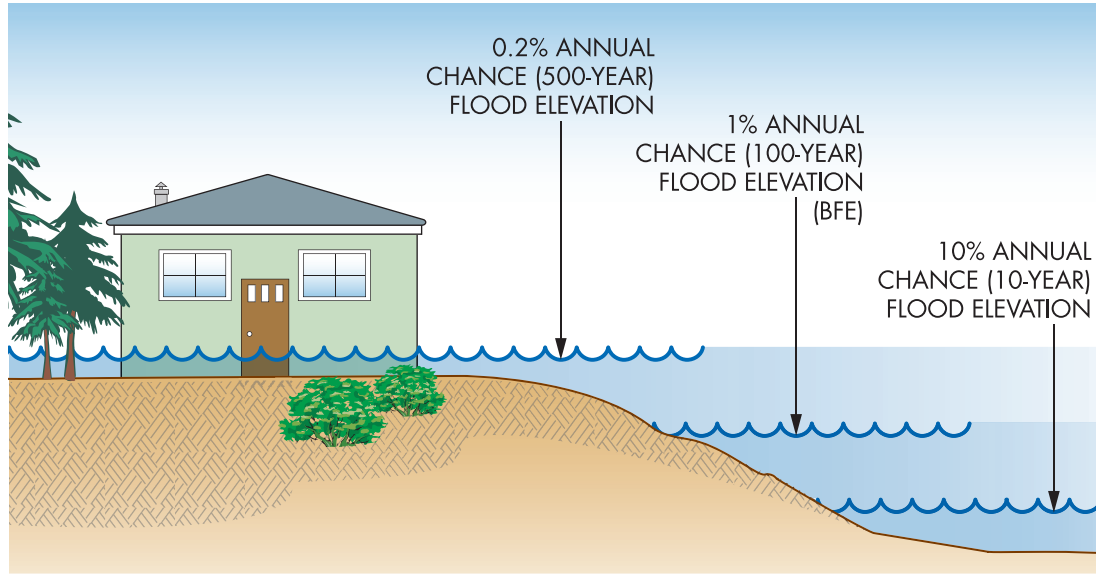 0.2% ANNUAL
CHANCE (500-YEAR)
FLOOD ELEVATION
1% ANNUAL
CHANCE (100-YEAR)
FLOOD ELEVATION
(BFE)
10% ANNUAL
CHANCE (10-YEAR)
FLOOD ELEVATION